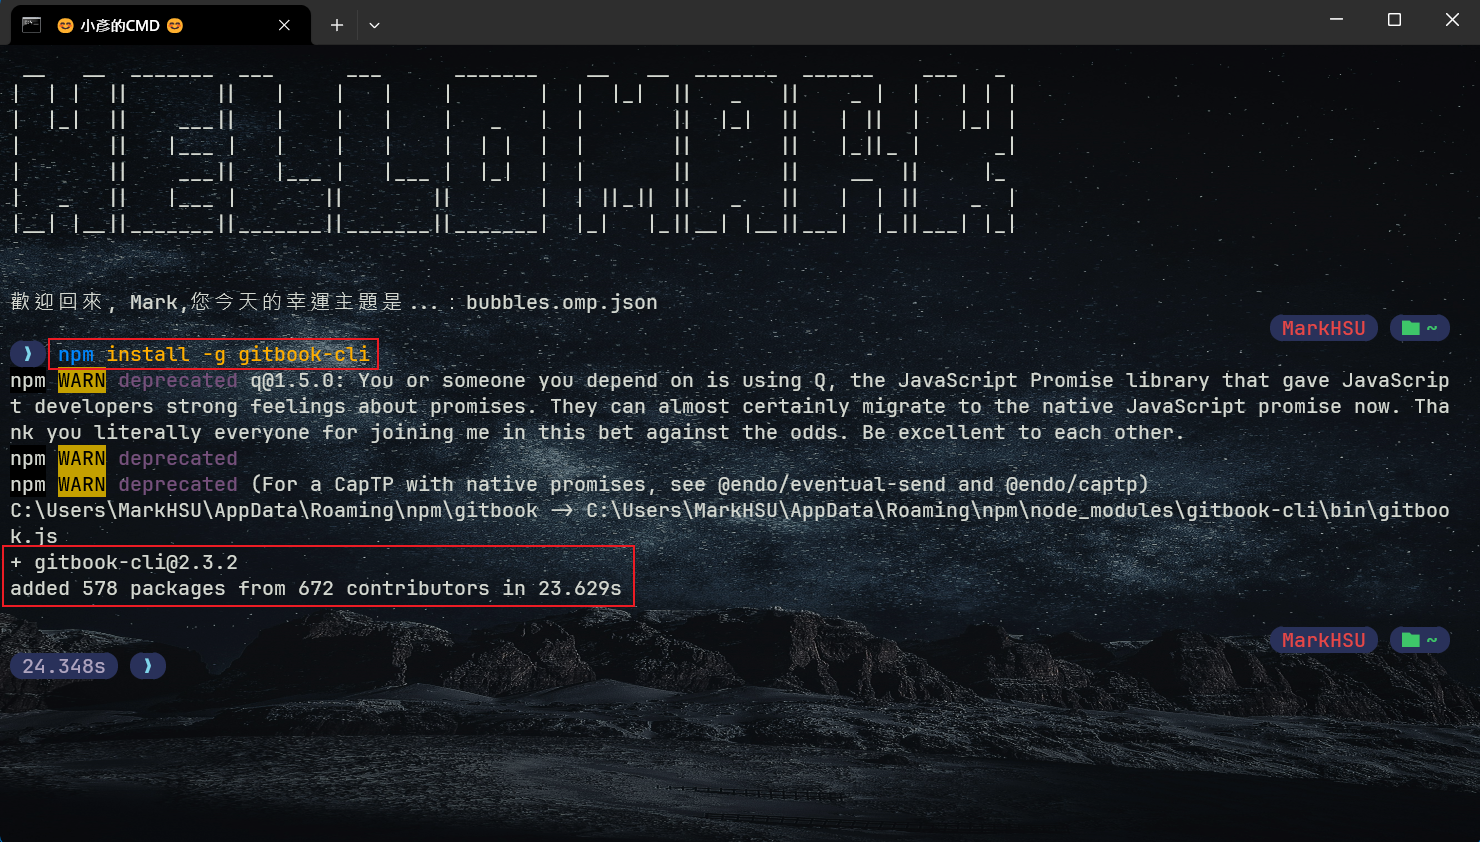 😊 小彥的CMD 😊
HELLO MARK
歡迎回來, Mark,您今天的幸運主題是... : bubbles.omp.json
MarkHSU ~
❯ npm install -g gitbook-cli
npm WARN deprecated q@1.5.0: You or someone you depend on is using Q, the JavaScript Promise library that gave JavaScrip
t developers strong feelings about promises. They can almost certainly migrate to the native JavaScript promise now. Tha
nk you literally everyone for joining me in this bet against the odds. Be excellent to each other.
npm WARN deprecated
npm WARN deprecated (For a CapTP with native promises, see @endo/eventual-send and @endo/captp)
C:\Users\MarkHSU\AppData\Roaming\npm\gitbook -> C:\Users\MarkHSU\AppData\Roaming\npm\node_modules\gitbook-cli\bin\gitboo
k.js
+ gitbook-cli@2.3.2
added 578 packages from 672 contributors in 23.629s
MarkHSU ~
24.348s ❯